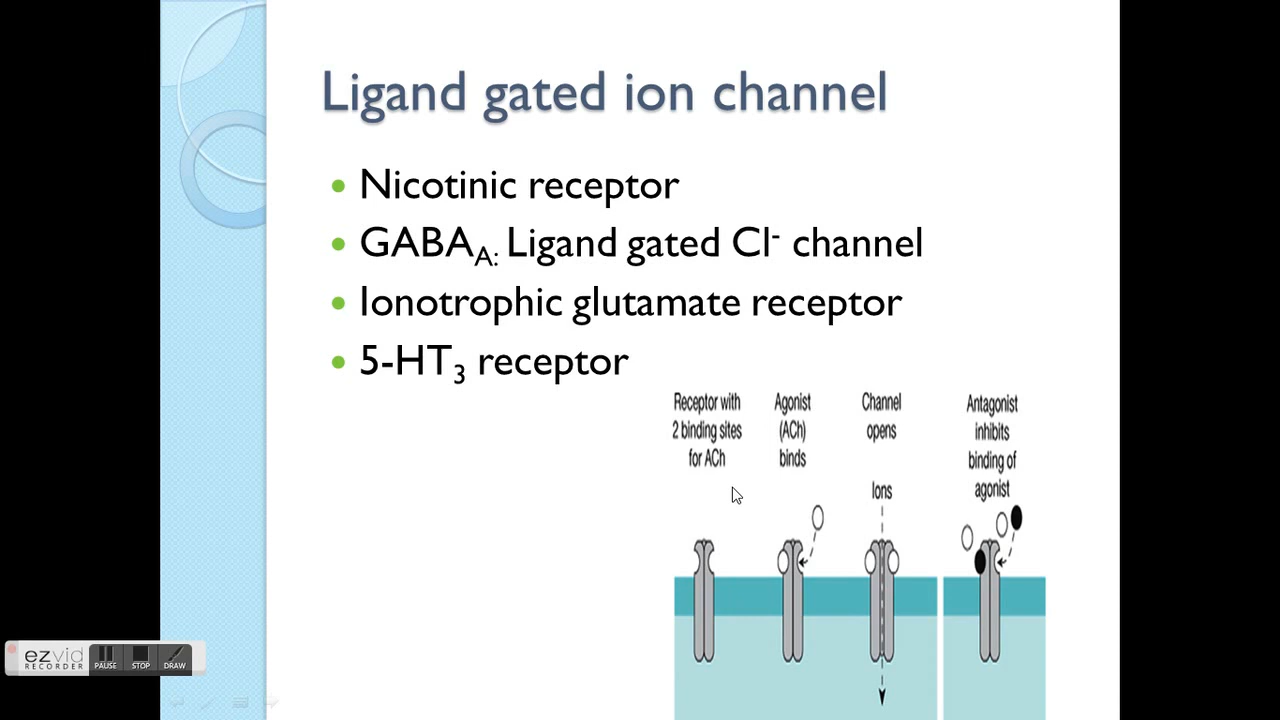 Ligand gated ion channel
• Nicotinic receptor
• GABA_A: Ligand gated Cl⁻ channel
• Ionotrophic glutamate receptor
• 5-HT₃ receptor
Receptor with
2 binding sites
for ACh
Agonist
(ACh)
binds
Channel
opens
Ions
Antagonist
inhibits
binding of
agonist
ezvid
RECORDER
PAUSE
STOP
DRAW